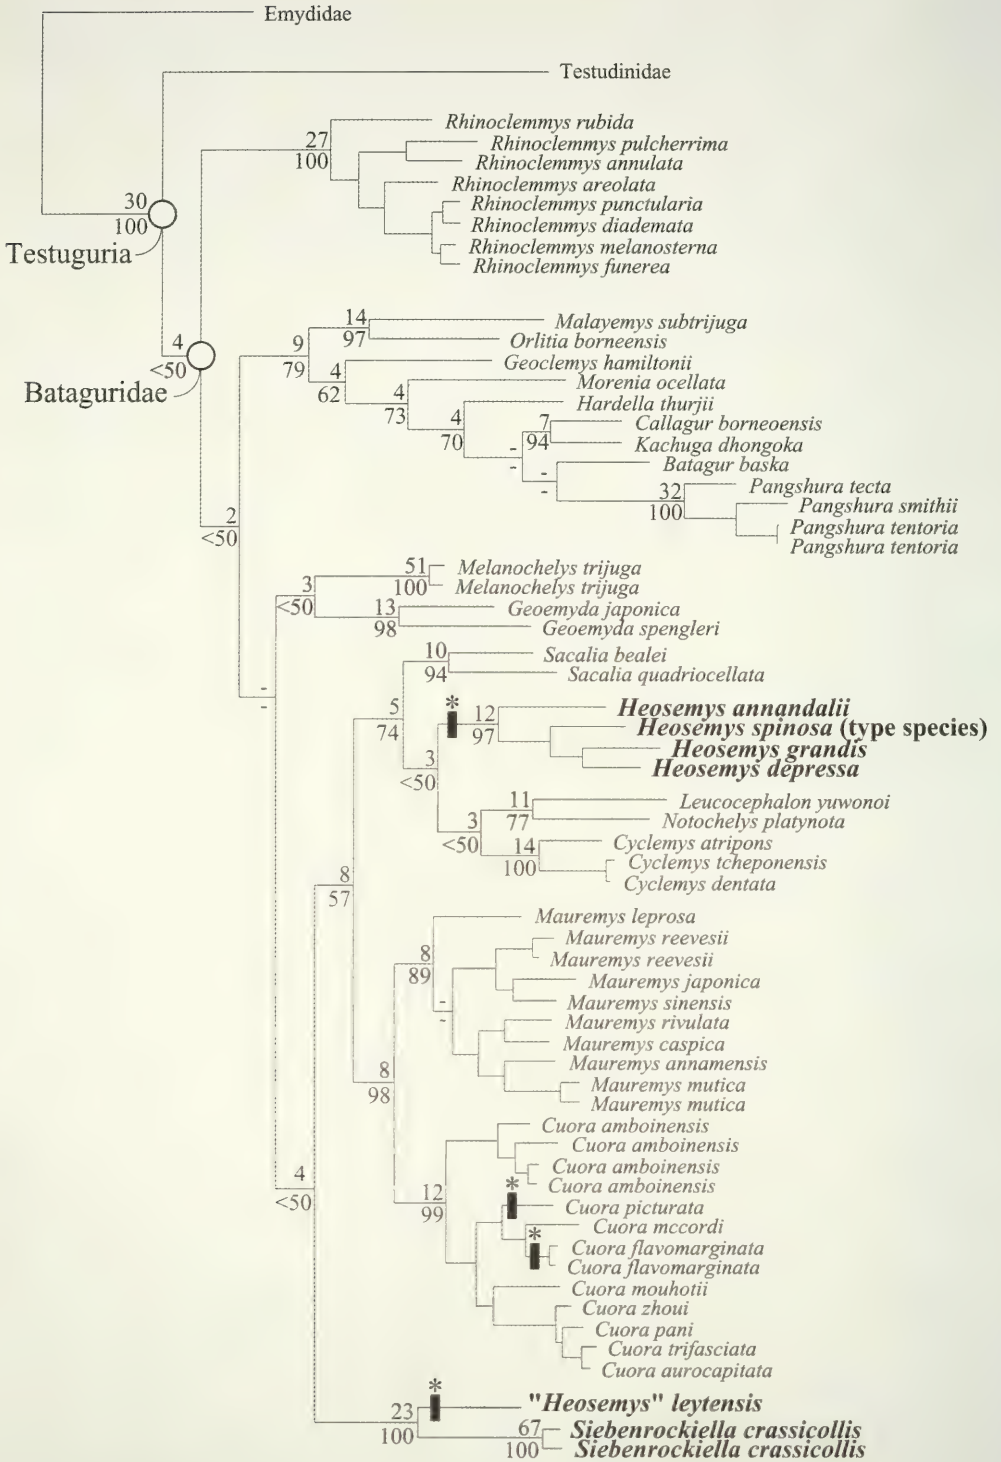 Emydidae
Testudinidae
Rhinoclemmys rubida
27
100
Rhinoclemmys pulcherrima
Rhinoclemmys annulata
Rhinoclemmys areolata
Rhinoclemmys punctularia
Rhinoclemmys diademata
Rhinoclemmys melanosterna
Rhinoclemmys funerea
30
100
Testuguria
4
<50
Bataguridae
14
97
Malayemys subtrijuga
Orlitia borneensis
9
79
Geoclemys hamiltonii
4
62
Morenia ocellata
4
73
Hardella thurjii
4
70
7
94
Callagur borneoensis
Kachuga dhongoka
-
-
Batagur baska
-
-
32
100
Pangshura tecta
Pangshura smithii
Pangshura tentoria
Pangshura tentoria
2
<50
51
100
Melanochelys trijuga
Melanochelys trijuga
3
<50
13
98
Geoemyda japonica
Geoemyda spengleri
-
-
10
94
Sacalia bealei
Sacalia quadriocellata
5
74
*
12
97
Heosemys annandalii
Heosemys spinosa (type species)
Heosemys grandis
Heosemys depressa
3
<50
11
77
Leucocephalon yuwonoi
Notochelys platynota
3
<50
14
100
Cyclemys atripons
Cyclemys tcheponensis
Cyclemys dentata
8
57
Mauremys leprosa
8
89
Mauremys reevesii
Mauremys reevesii
Mauremys japonica
Mauremys sinensis
-
-
Mauremys rivulata
Mauremys caspica
Mauremys annamensis
Mauremys mutica
Mauremys mutica
8
98
Cuora amboinensis
Cuora amboinensis
Cuora amboinensis
Cuora amboinensis
12
99
*
Cuora picturata
Cuora mccordi
*
Cuora flavomarginata
Cuora flavomarginata
Cuora mouhotii
Cuora zhoui
Cuora pani
Cuora trifasciata
Cuora aurocapitata
4
<50
*
"Heosemys" leytensis
23
100
67
100
Siebenrockiella crassicollis
Siebenrockiella crassicollis